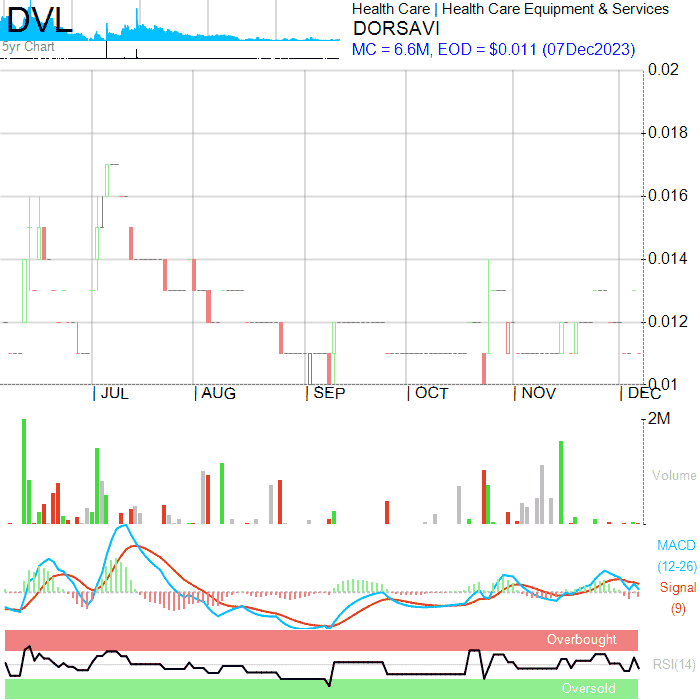 DVL
5yr Chart
Health Care | Health Care Equipment & Services
DORSAVI
MC = 6.6M, EOD = $0.011 (07Dec2023)
0.02
0.018
0.016
0.014
0.012
0.01
| JUL | AUG | SEP | OCT | NOV | DEC
2M
Volume
MACD
(12-26)
Signal
(9)
Overbought
RSI(14)
Oversold